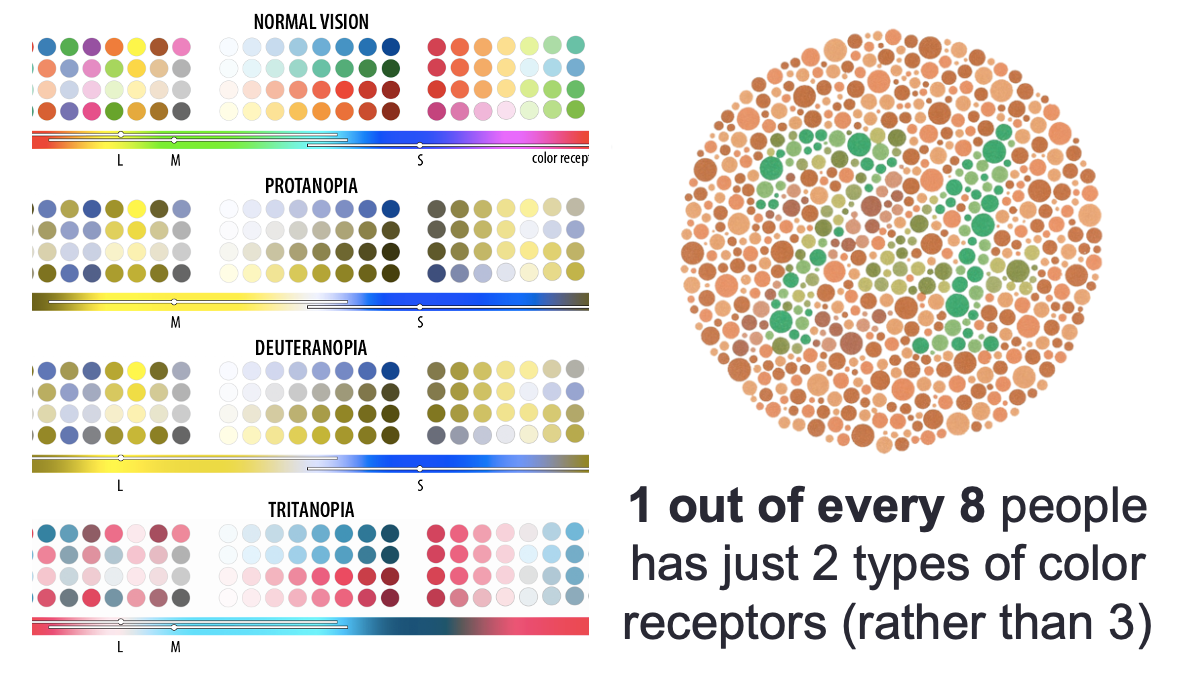 NORMAL VISION
L M S color recept
PROTANOPIA
M S
DEUTERANOPIA
L S
TRITANOPIA
L M
1 out of every 8 people
has just 2 types of color
receptors (rather than 3)